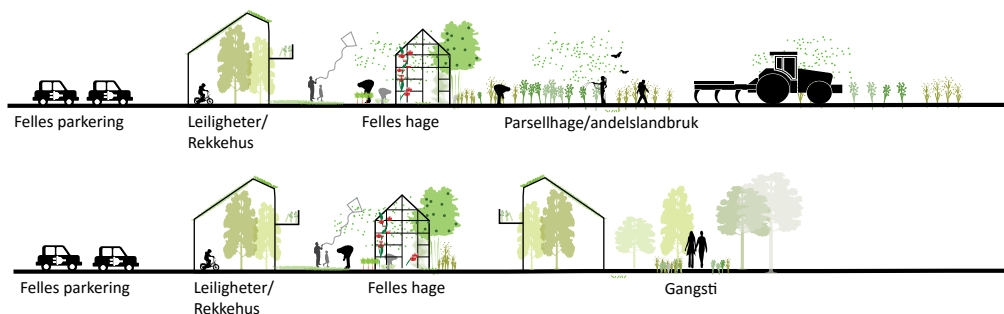 Felles parkering
Leiligheter/
Rekkehus
Felles hage
Parsellhage/andelslandbruk
Felles parkering
Leiligheter/
Rekkehus
Felles hage
Gangsti